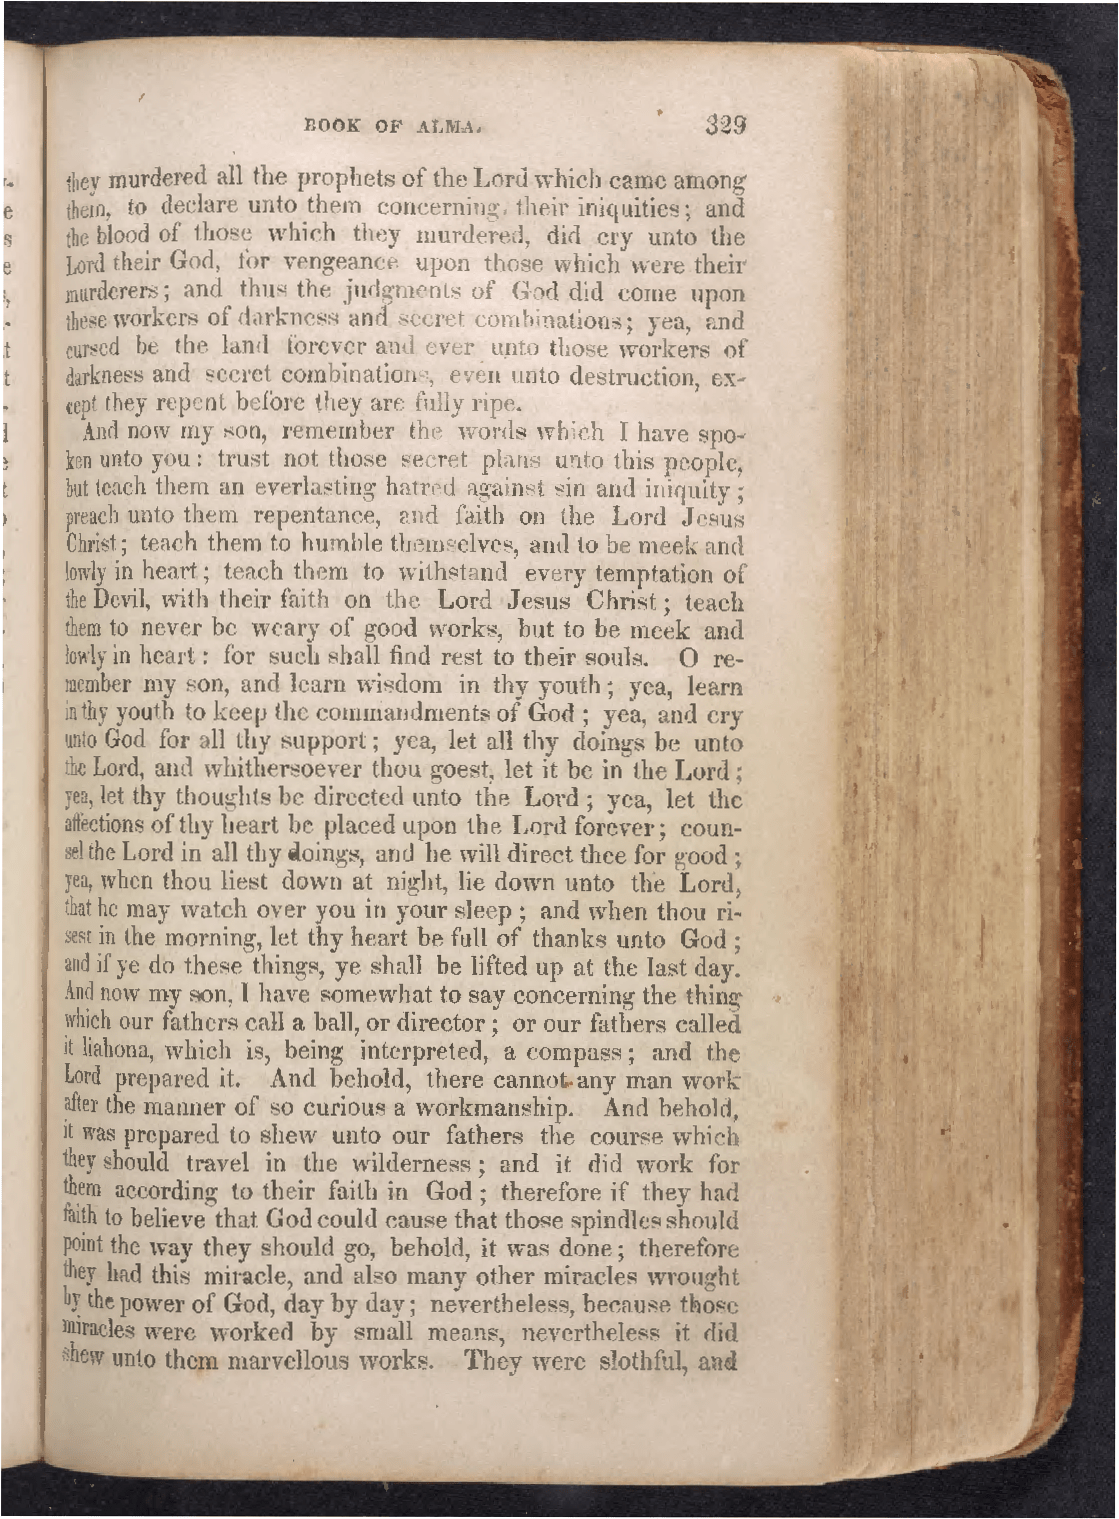 BOOK OF ALMA. 329
they murdered all the prophets of the Lord which came among
them, to declare unto them concerning, their iniquities; and
the blood of those which they murdered, did cry unto the
Lord their God, for vengeance upon those which were their
murderers; and thus the judgments of God did come upon
these workers of darkness and secret combinations; yea, and
cursed be the land forever and ever unto those workers of
darkness and secret combinations, even unto destruction, ex-
cept they repent before they are fully ripe.
And now my son, remember the words which I have spo-
ken unto you: trust not those secret plans unto this people,
but teach them an everlasting hatred against sin and iniquity;
preach unto them repentance, and faith on the Lord Jesus
Christ; teach them to humble themselves, and to be meek and
lowly in heart; teach them to withstand every temptation of
the Devil, with their faith on the Lord Jesus Christ; teach
them to never be weary of good works, but to be meek and
lowly in heart: for such shall find rest to their souls. O re-
member my son, and learn wisdom in thy youth; yea, learn
in thy youth to keep the commandments of God; yea, and cry
unto God for all thy support; yea, let all thy doings be unto
the Lord, and whithersoever thou goest, let it be in the Lord;
yea, let thy thoughts be directed unto the Lord; yea, let the
affections of thy heart be placed upon the Lord forever; coun-
sel the Lord in all thy doings, and he will direct thee for good;
yea, when thou liest down at night, lie down unto the Lord,
that he may watch over you in your sleep; and when thou ri-
sest in the morning, let thy heart be full of thanks unto God;
and if ye do these things, ye shall be lifted up at the last day.
And now my son, I have somewhat to say concerning the thing
which our fathers call a ball, or director; or our fathers called
it liahona, which is, being interpreted, a compass; and the
Lord prepared it. And behold, there cannot any man work
after the manner of so curious a workmanship. And behold,
it was prepared to shew unto our fathers the course which
they should travel in the wilderness; and it did work for
them according to their faith in God; therefore if they had
faith to believe that God could cause that those spindles should
point the way they should go, behold, it was done; therefore
they had this miracle, and also many other miracles wrought
by the power of God, day by day; nevertheless, because those
miracles were worked by small means, nevertheless it did
shew unto them marvellous works. They were slothful, and